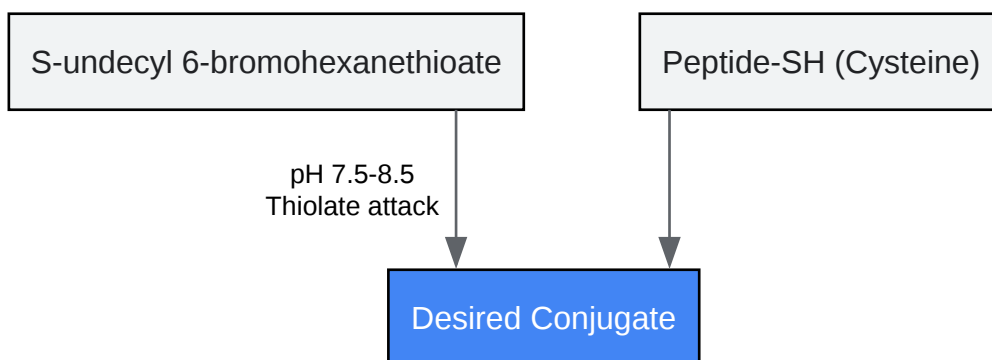 S-undecyl 6-bromohexanethioate
Peptide-SH (Cysteine)
pH 7.5-8.5
Thiolate attack
Desired Conjugate